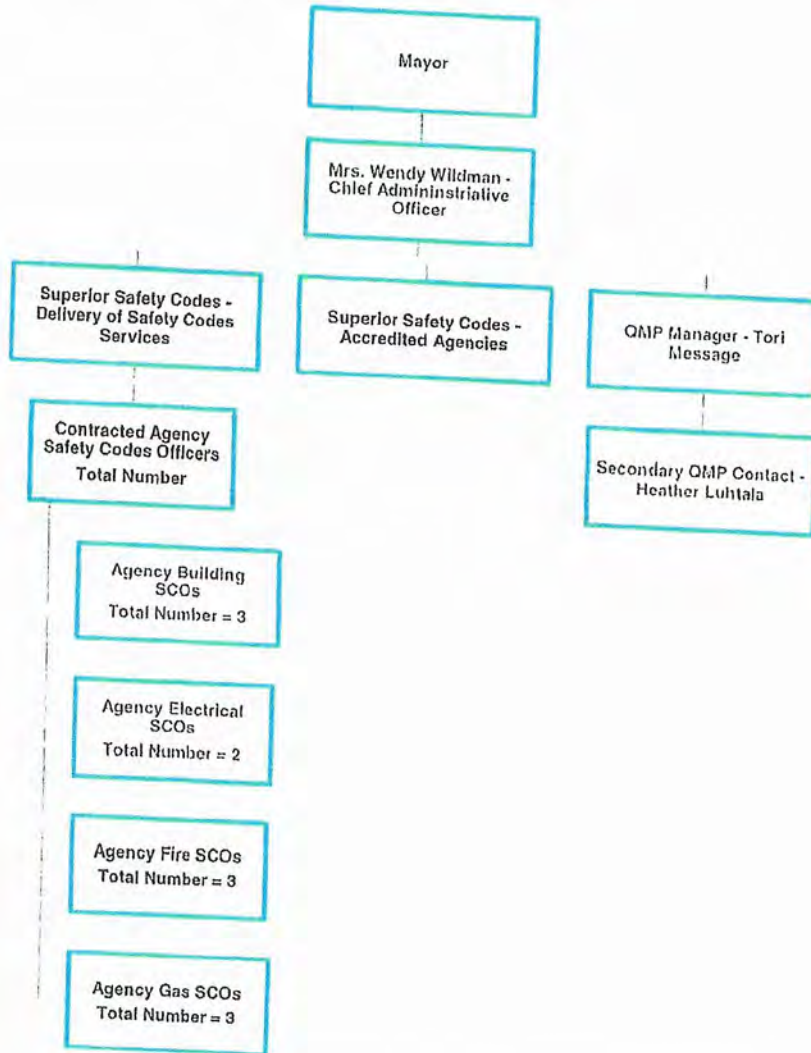 Mayor
Mrs. Wendy Wildman -
Chief Admininstriative
Officer
Superior Safety Codes -
Delivery of Safety Codes
Services
Superior Safety Codes -
Accredited Agencies
QMP Manager - Tori
Message
Contracted Agency
Safety Codes Officers
Total Number
Secondary QMP Contact -
Heather Luhtala
Agency Building
SCOs
Total Number = 3
Agency Electrical
SCOs
Total Number = 2
Agency Fire SCOs
Total Number = 3
Agency Gas SCOs
Total Number = 3